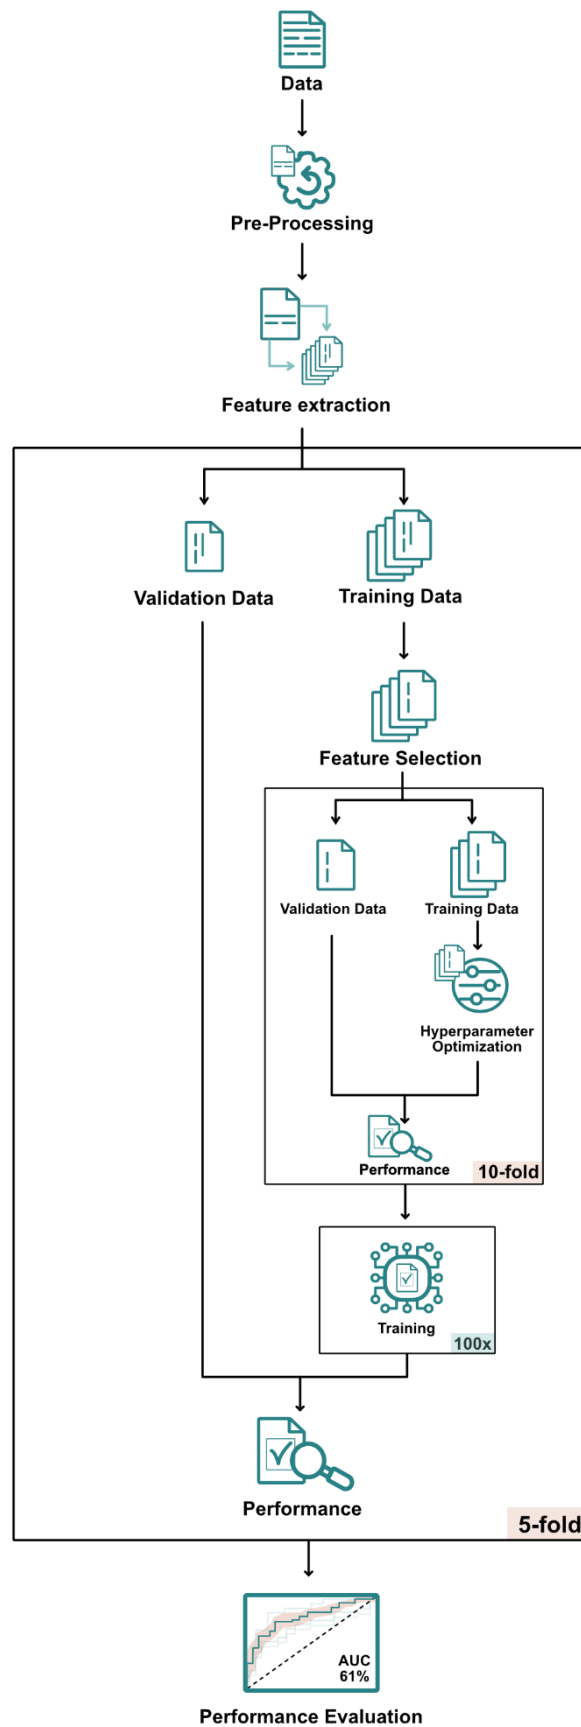 Data
Pre-Processing
Feature extraction
Validation Data
Training Data
Feature Selection
Validation Data
Training Data
Hyperparameter
Optimization
Performance
10-fold
Training
100x
Performance
5-fold
AUC
61%
Performance Evaluation